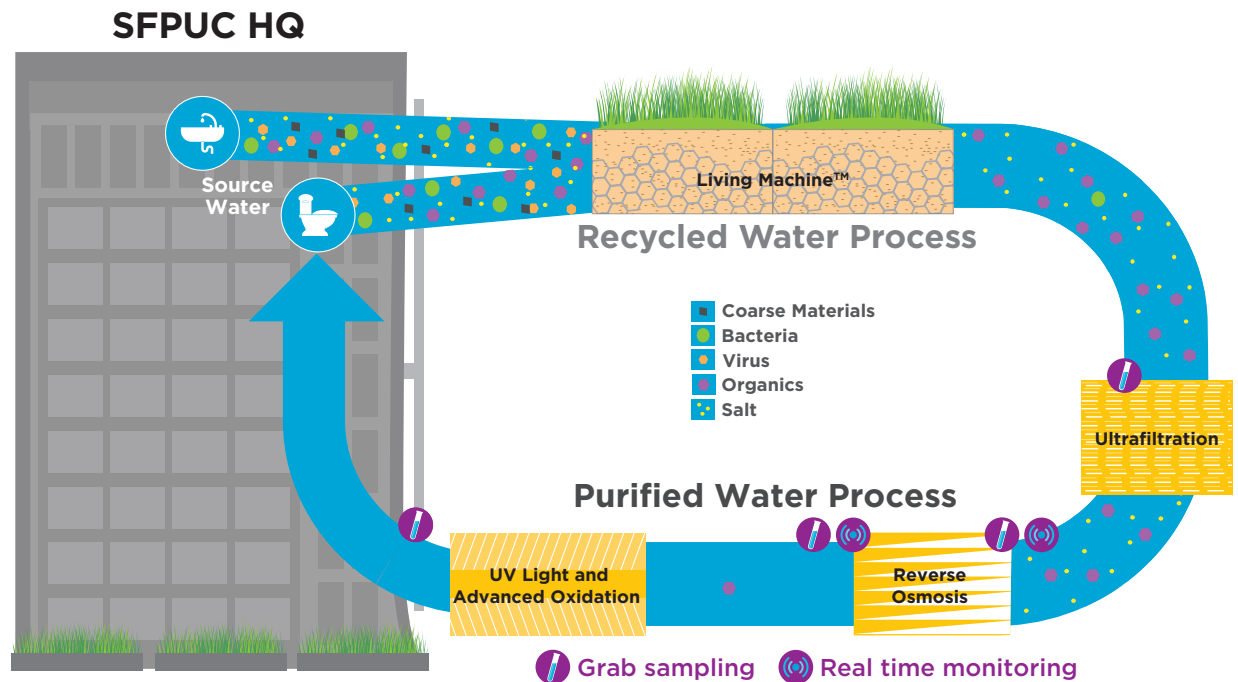 SFPUC HQ
Source
Water
Living Machine™
Recycled Water Process
Coarse Materials
Bacteria
Virus
Organics
Salt
Ultrafiltration
Purified Water Process
UV Light and
Advanced Oxidation
Reverse
Osmosis
Grab sampling
Real time monitoring